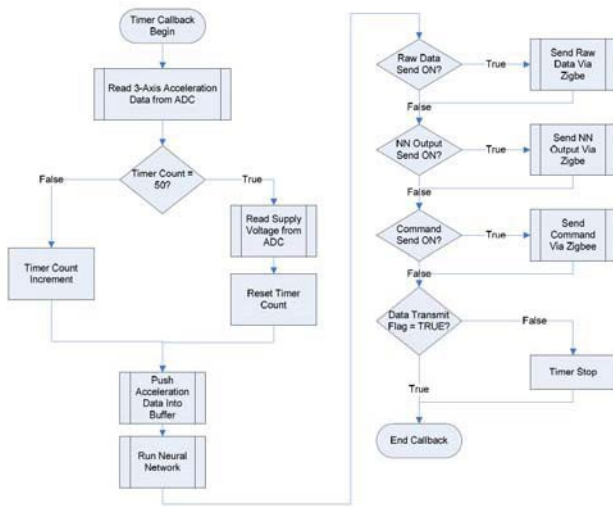 Timer Callback
Begin
Read 3-Axis Acceleration
Data from ADC
Timer Count =
50?
False
True
Read Supply
Voltage from
ADC
Timer Count
Increment
Reset Timer
Count
Push
Acceleration
Data Into
Buffer
Run Neural
Network
Raw Data
Send ON?
True
Send Raw
Data Via
Zigbe
False
NN Output
Send ON?
True
Send NN
Output Via
Zigbe
False
Command
Send ON?
True
Send
Command
Via Zigbee
False
Data Transmit
Flag = TRUE?
False
Timer Stop
True
End Callback